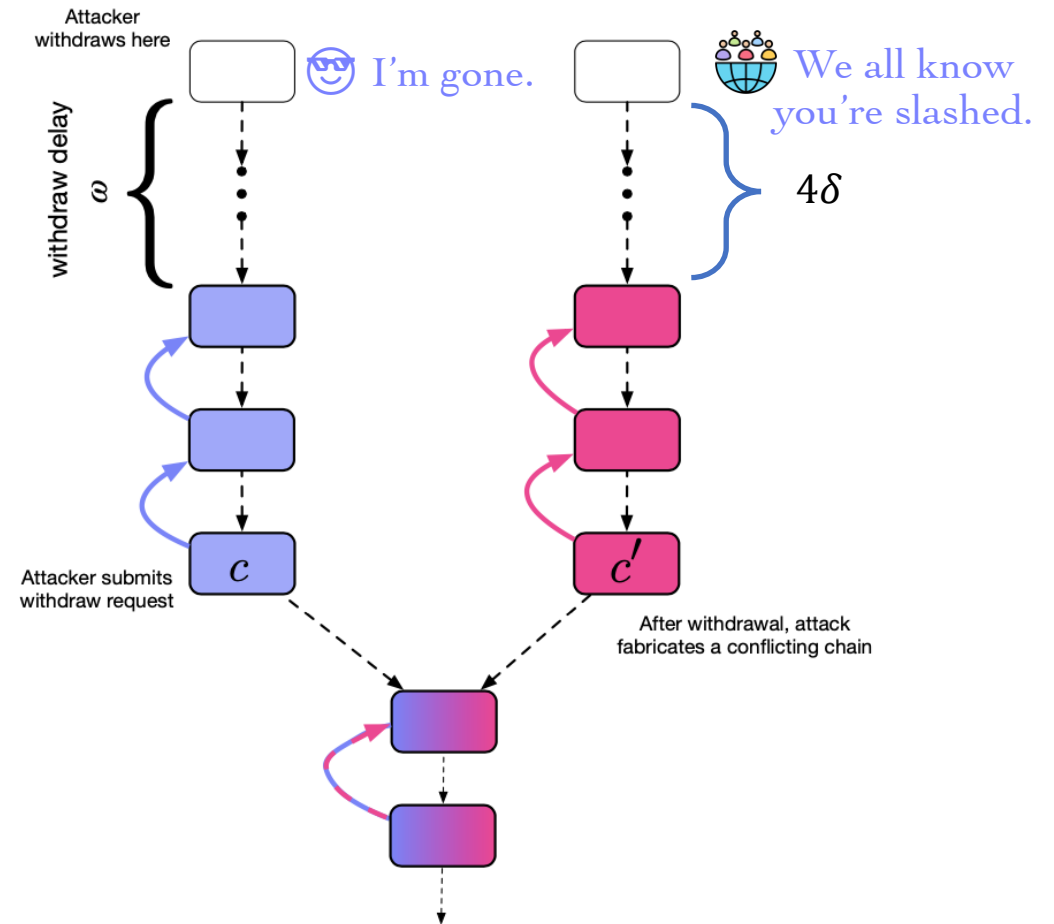 Attacker
withdraws here
I'm gone.
We all know
you're slashed.
withdraw delay
ω
4δ
c
c′
Attacker submits
withdraw request
After withdrawal, attack
fabricates a conflicting chain